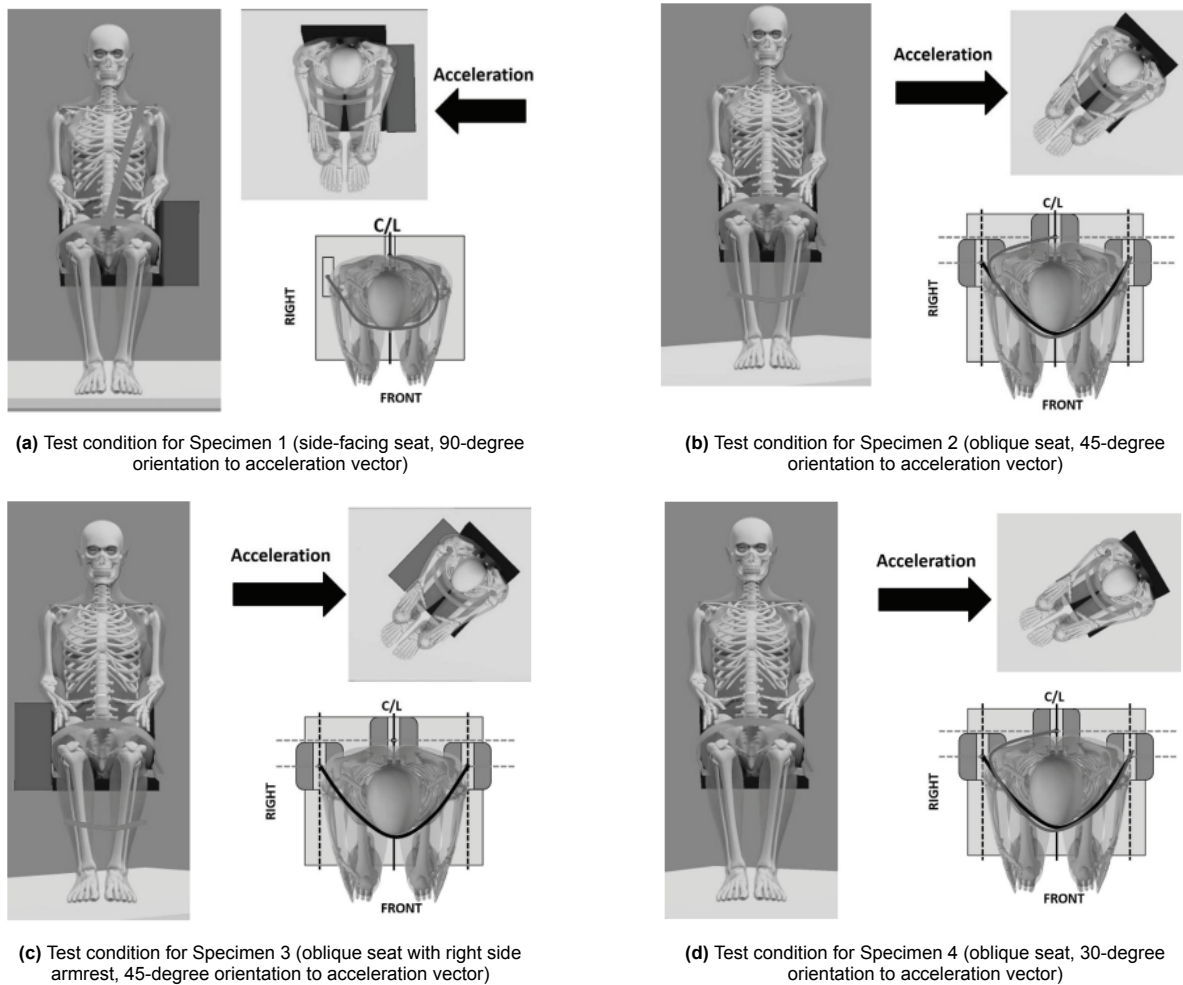 Acceleration
C/L
RIGHT
FRONT
(a) Test condition for Specimen 1 (side-facing seat, 90-degree
orientation to acceleration vector)
Acceleration
C/L
RIGHT
FRONT
(b) Test condition for Specimen 2 (oblique seat, 45-degree
orientation to acceleration vector)
Acceleration
C/L
RIGHT
FRONT
(c) Test condition for Specimen 3 (oblique seat with right side
armrest, 45-degree orientation to acceleration vector)
Acceleration
C/L
RIGHT
FRONT
(d) Test condition for Specimen 4 (oblique seat, 30-degree
orientation to acceleration vector)